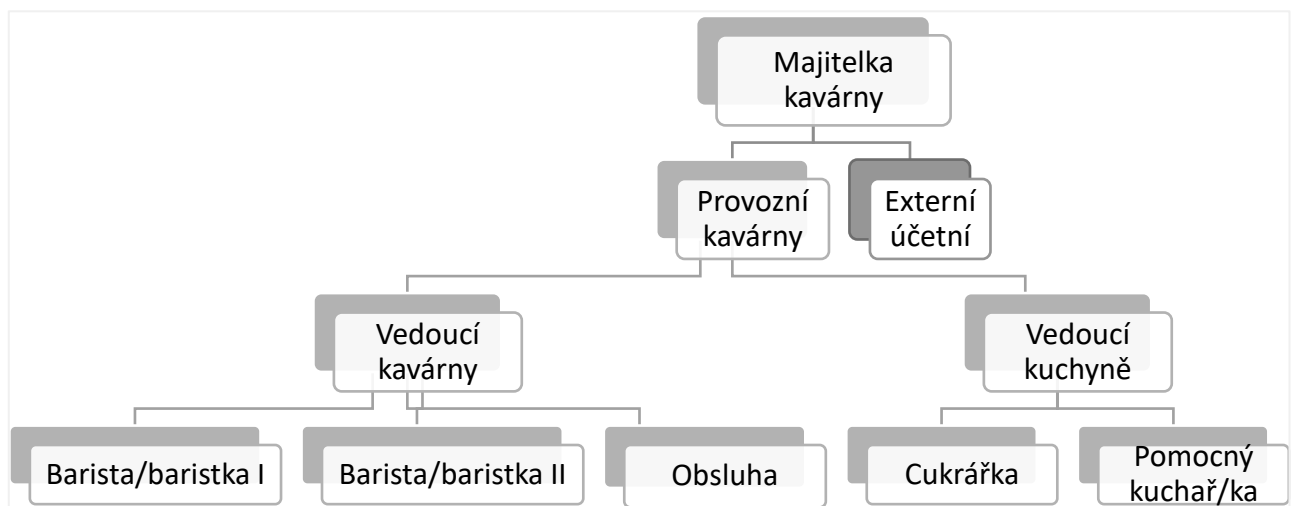 Majitelka
kavárny
Provozní
kavárny
Externí
účetní
Vedoucí
kavárny
Vedoucí
kuchyně
Barista/baristka I
Barista/baristka II
Obsluha
Cukrářka
Pomocný
kuchař/ka